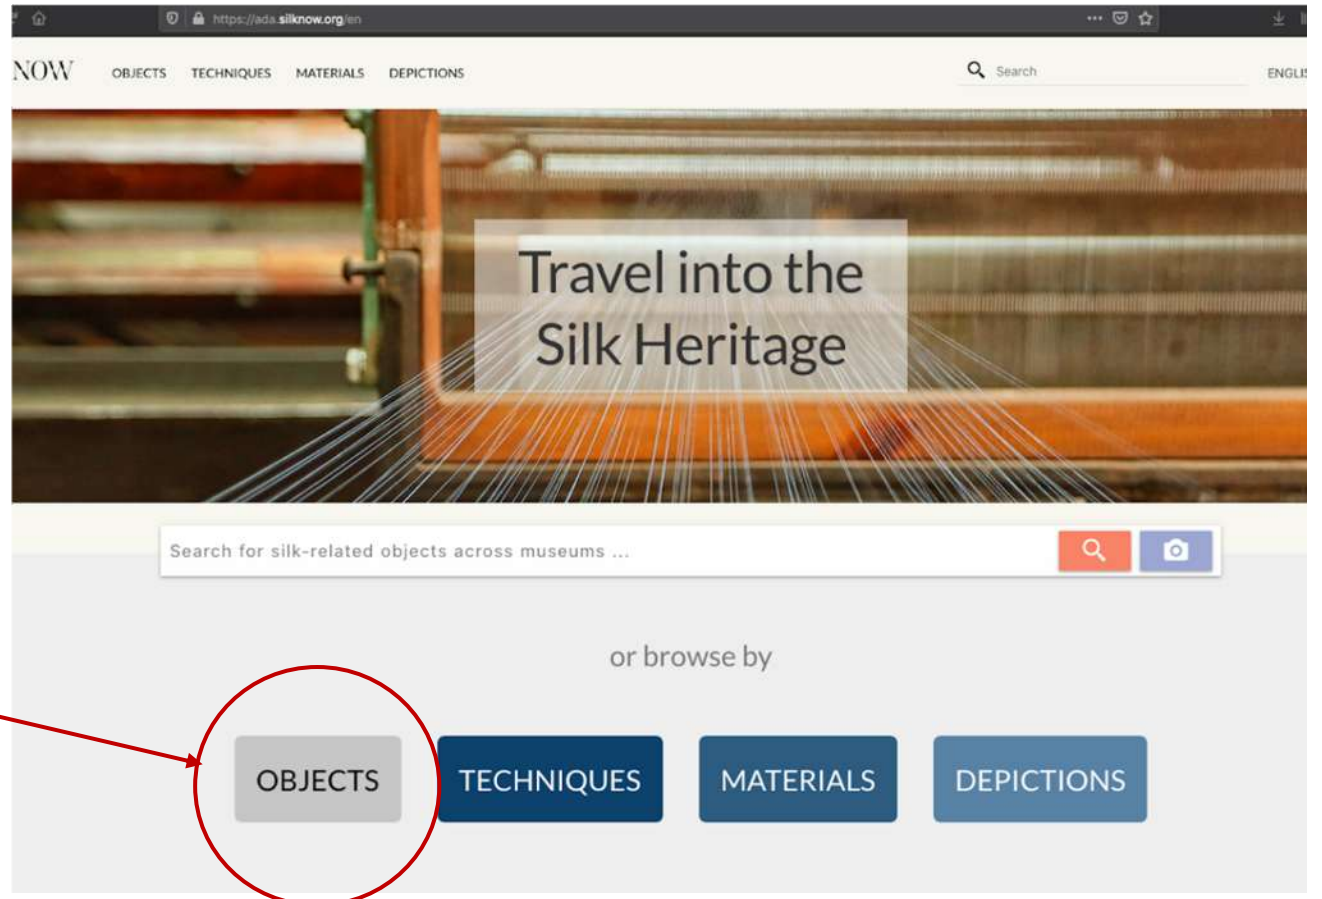 https://ada.silknow.org/en
NOW OBJECTS TECHNIQUES MATERIALS DEPICTIONS Search ENGLIS
Travel into the
Silk Heritage
Search for silk-related objects across museums ...
or browse by
OBJECTS TECHNIQUES MATERIALS DEPICTIONS